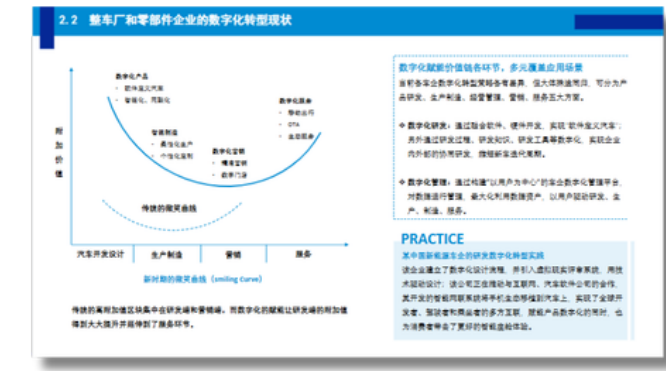 2.2 整车厂和零部件企业的数字化转型现状
数字化产品
• 软件定义汽车
• 智能化、网联化
智能制造
• 柔性化生产
• 个性化定制
数字化营销
• 精准营销
• 数字门店
数字化服务
• 移动出行
• OTA
• 生态服务
附加价值
传统的微笑曲线
汽车开发设计
生产制造
营销
服务
新时期的微笑曲线（smiling Curve）
传统的高附加值区块集中在研发端和营销端。而数字化的赋能让研发端的附加值
得到大大提升并延伸到了服务环节。
数字化赋能价值链各环节，多元覆盖应用场景
当前各车企数字化转型策略各有差异，但大体殊途同归，可分为产
品研发、生产制造、经营管理、营销、服务五大方面。
❖ 数字化研发：通过融合软件、硬件开发，实现“软件定义汽车”；
另外通过研发过程、研发知识、研发工具等数字化，实现企业
内外部的协同研发，缩短新车迭代周期。
❖ 数字化管理：通过构建“以用户为中心”的车企数字化管理平台，
对数据进行管理，最大化利用数据资产，以用户驱动研发、生
产、制造、服务。
PRACTICE
某中国新能源车企的研发数字化转型实践
该企业建立了数字化设计流程，并引入虚拟现实评审系统，用技
术驱动设计；该公司正在推动与互联网、汽车软件公司的合作，
其开发的智能网联系统将手机生态移植到汽车上，实现了全球开
发者、驾驶者和乘坐者的多方互联，赋能产品数字化的同时，也
为消费者带去了更好的智能座舱体验。